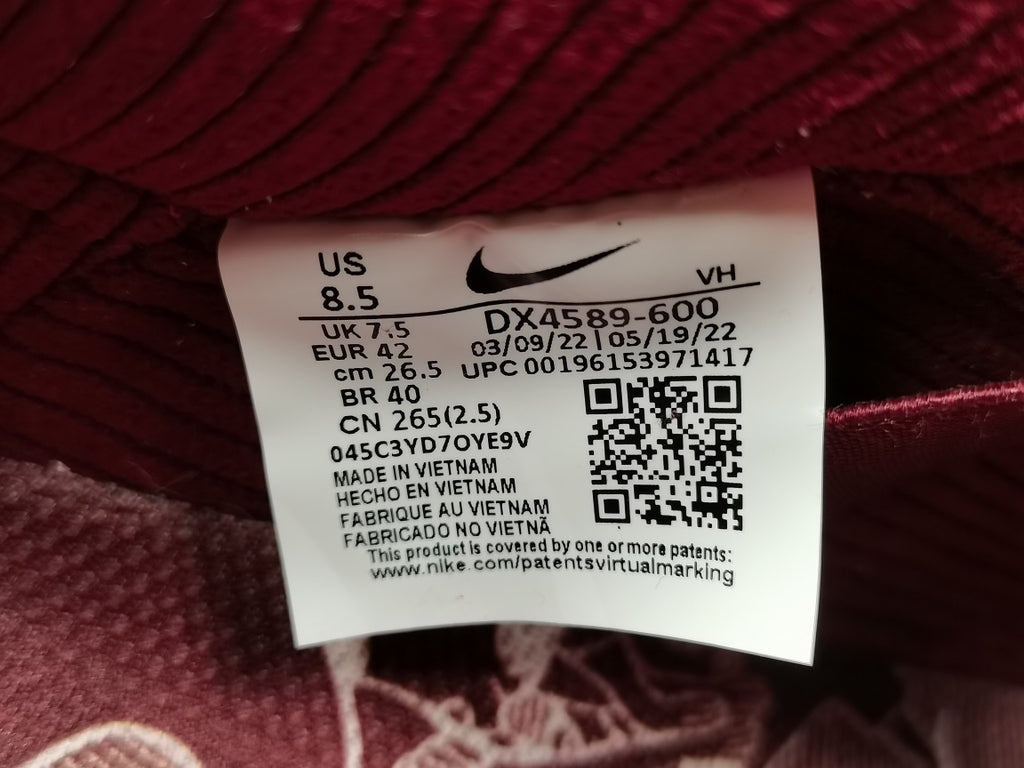 US
8.5
VH
UK 7.5
DX4589-600
EUR 42
03/09/22 | 05/19/22
cm 26.5
UPC 00196153971417
BR 40
CN 265(2.5)
045C3YD7OYE9V
MADE IN VIETNAM
HECHO EN VIETNAM
FABRIQUE AU VIETNAM
FABRICADO NO VIETNÃ
This product is covered by one or more patents:
www.nike.com/patentsvirtualmarking